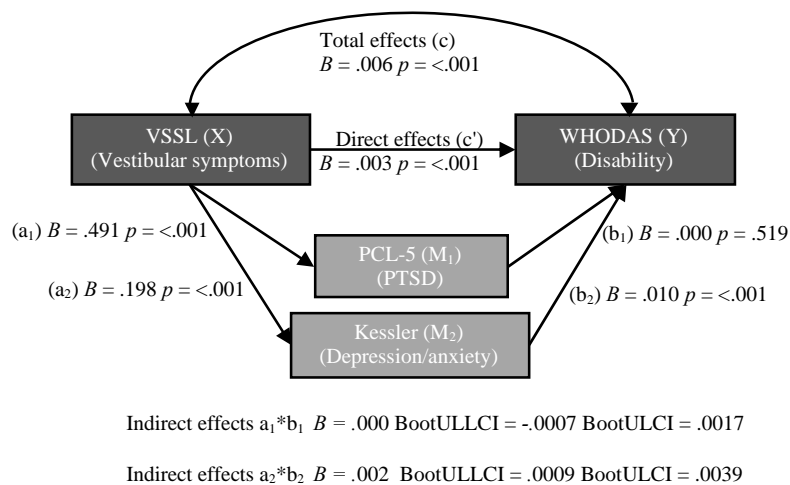 Total effects (c)
B = .006 p = <.001
VSSL (X)
(Vestibular symptoms)
Direct effects (c')
B = .003 p = <.001
WHODAS (Y)
(Disability)
(a₁) B = .491 p = <.001
(b₁) B = .000 p = .519
PCL-5 (M₁)
(PTSD)
(a₂) B = .198 p = <.001
(b₂) B = .010 p = <.001
Kessler (M₂)
(Depression/anxiety)
Indirect effects a₁*b₁ B = .000 BootULLCI = -.0007 BootULCI = .0017
Indirect effects a₂*b₂ B = .002 BootULLCI = .0009 BootULCI = .0039